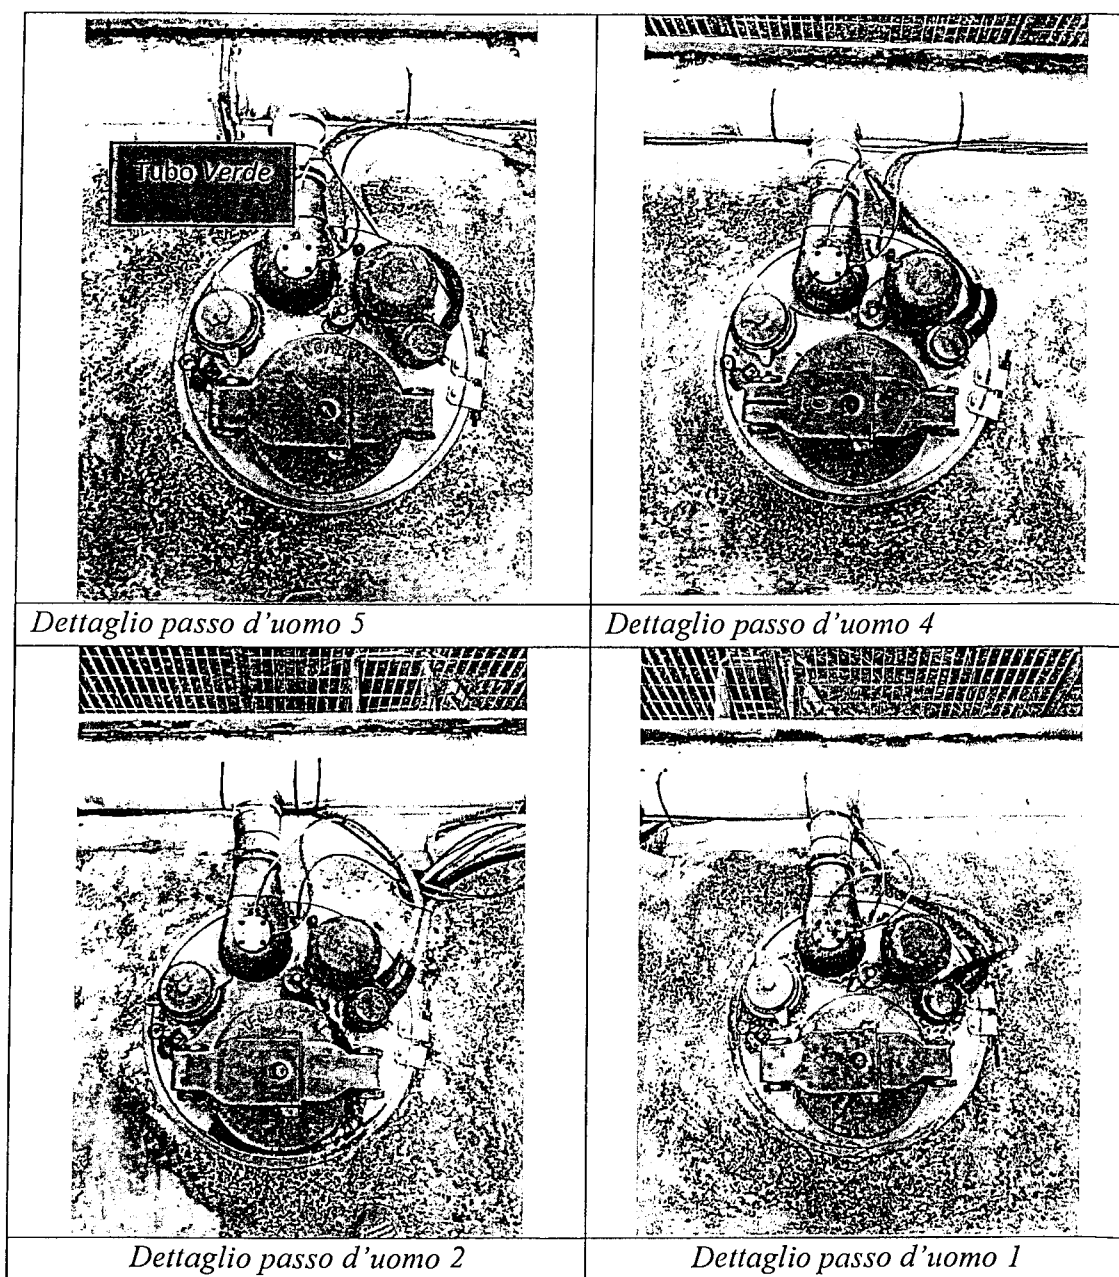 Tubo Verde
Dettaglio passo d'uomo 5
Dettaglio passo d'uomo 4
Dettaglio passo d'uomo 2
Dettaglio passo d'uomo 1